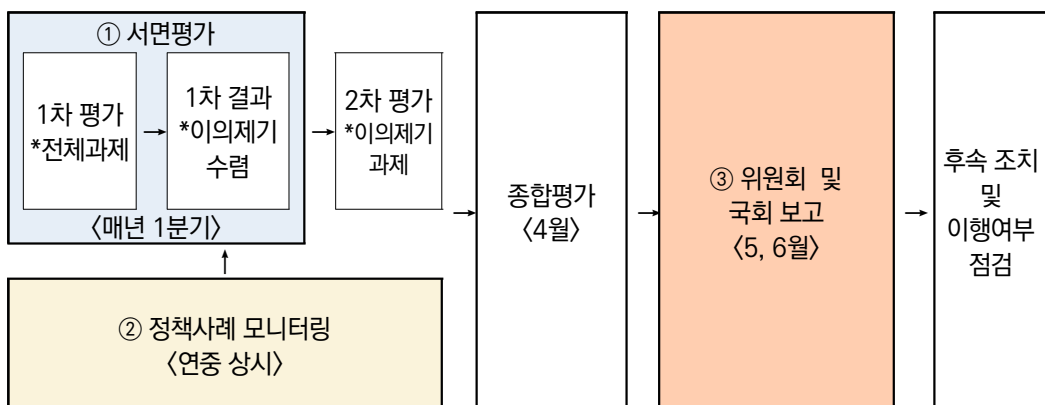 ① 서면평가
1차 평가
*전체과제
1차 결과
*이의제기
수렴
2차 평가
*이의제기
과제
〈매년 1분기〉
② 정책사례 모니터링
〈연중 상시〉
종합평가
〈4월〉
③ 위원회 및
국회 보고
〈5, 6월〉
후속 조치
및
이행여부
점검